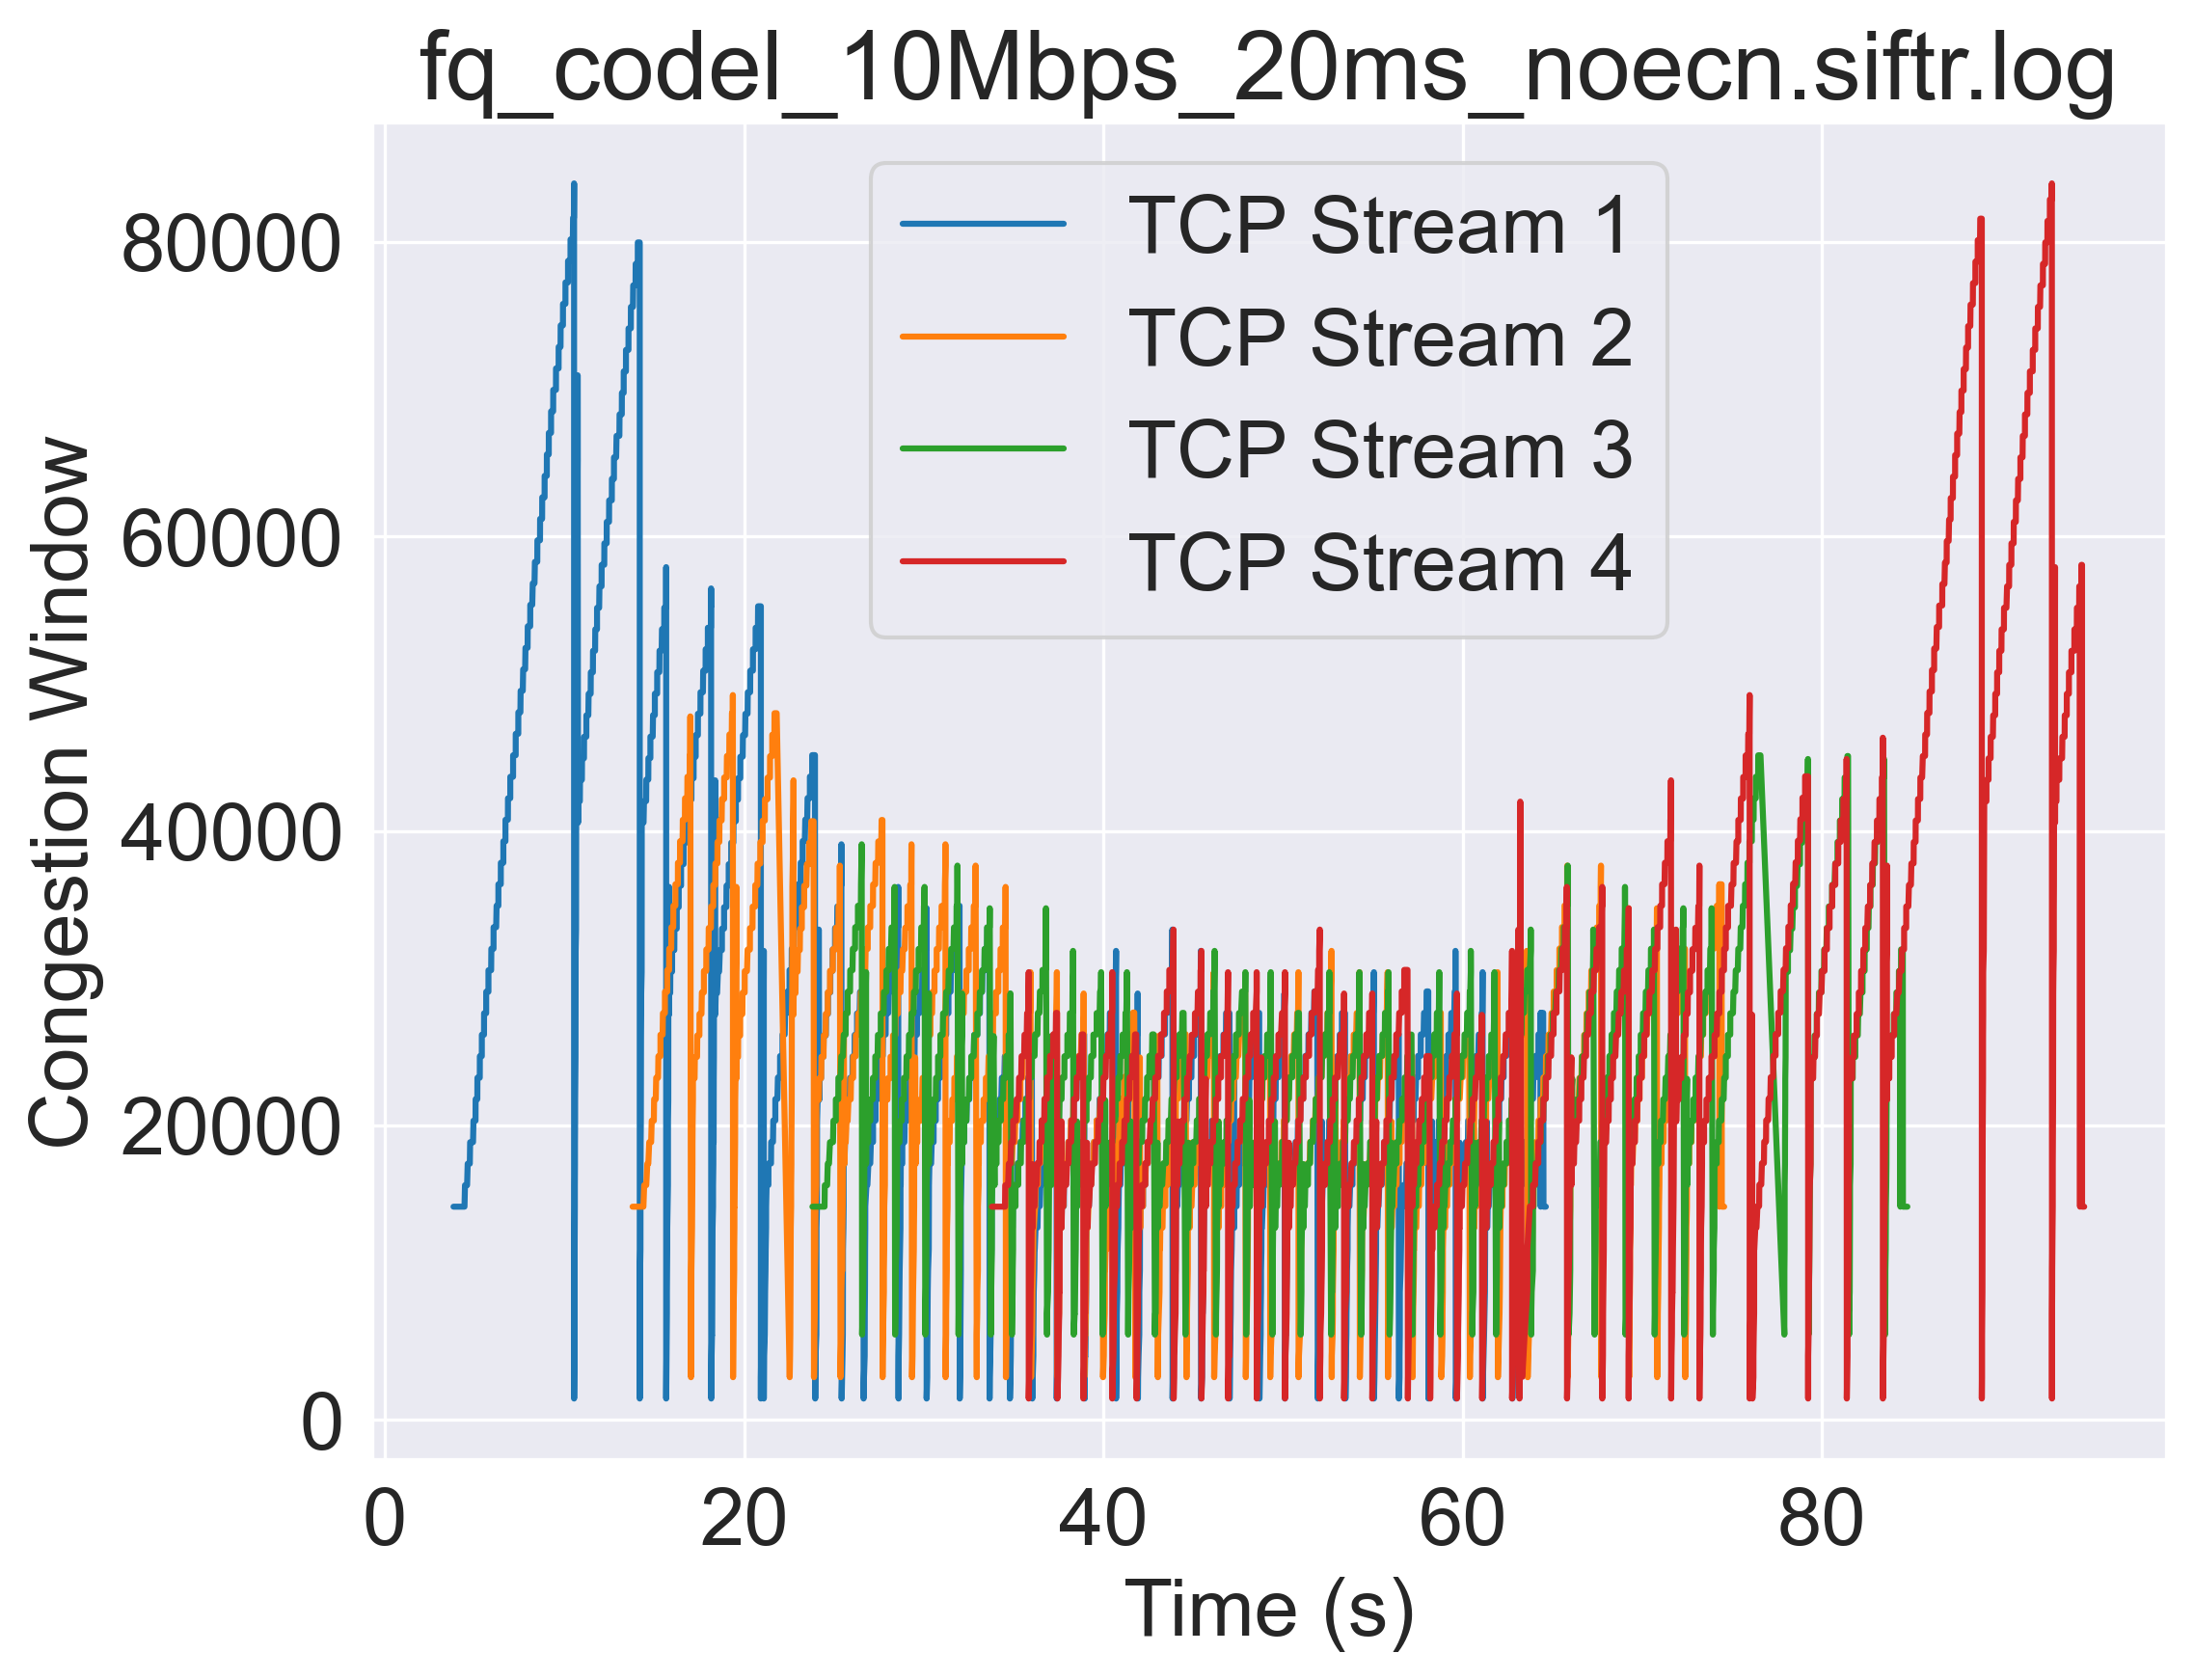 fq_codel_10Mbps_20ms_noecn.siftr.log
TCP Stream 1
TCP Stream 2
TCP Stream 3
TCP Stream 4
Congestion Window
80000
60000
40000
20000
0
0 20 40 60 80
Time (s)